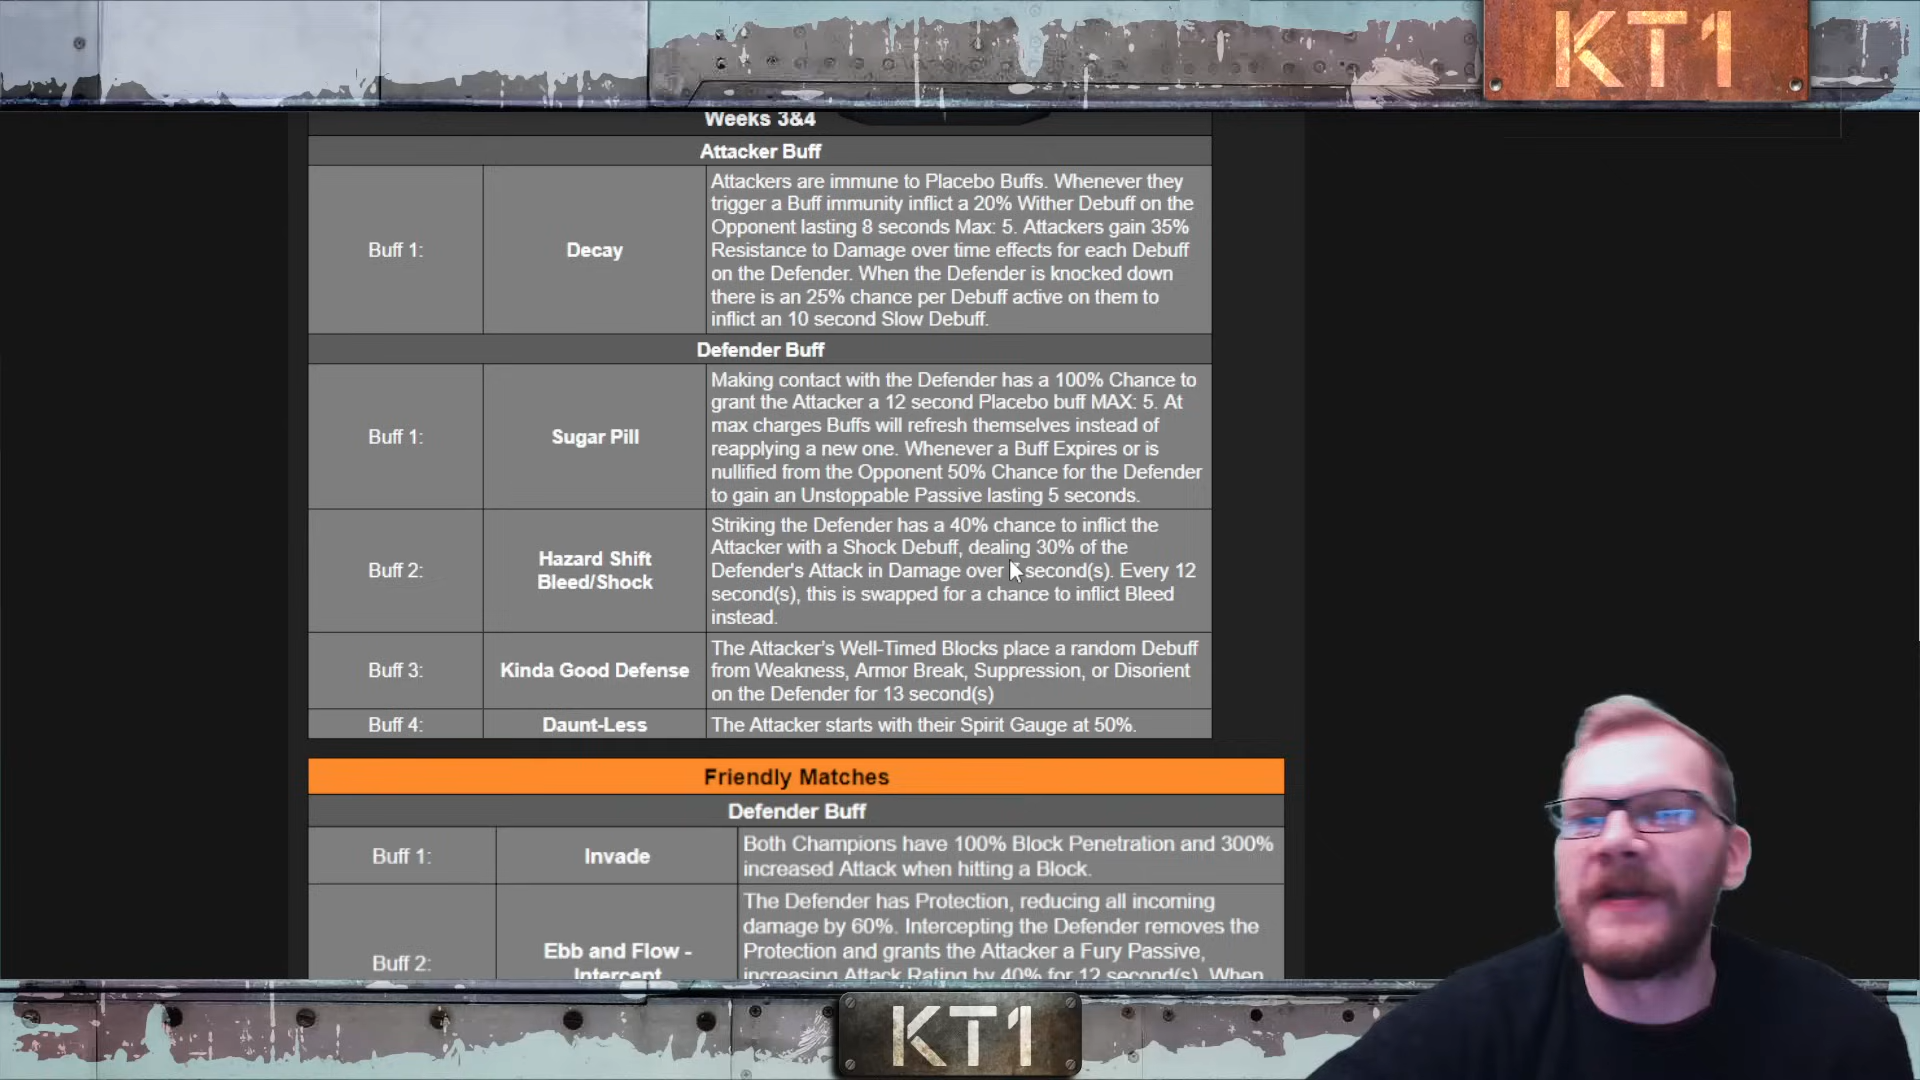 KT1
Weeks 3&4
Attacker Buff
Buff 1:
Decay
Attackers are immune to Placebo Buffs. Whenever they
trigger a Buff immunity inflict a 20% Wither Debuff on the
Opponent lasting 8 seconds Max: 5. Attackers gain 35%
Resistance to Damage over time effects for each Debuff
on the Defender. When the Defender is knocked down
there is an 25% chance per Debuff active on them to
inflict an 10 second Slow Debuff.
Defender Buff
Buff 1:
Sugar Pill
Making contact with the Defender has a 100% Chance to
grant the Attacker a 12 second Placebo buff MAX: 5. At
max charges Buffs will refresh themselves instead of
reapplying a new one. Whenever a Buff Expires or is
nullified from the Opponent 50% Chance for the Defender
to gain an Unstoppable Passive lasting 5 seconds.
Buff 2:
Hazard Shift
Bleed/Shock
Striking the Defender has a 40% chance to inflict the
Attacker with a Shock Debuff, dealing 30% of the
Defender's Attack in Damage over second(s). Every 12
second(s), this is swapped for a chance to inflict Bleed
instead.
Buff 3:
Kinda Good Defense
The Attacker's Well-Timed Blocks place a random Debuff
from Weakness, Armor Break, Suppression, or Disorient
on the Defender for 13 second(s)
Buff 4:
Daunt-Less
The Attacker starts with their Spirit Gauge at 50%.
Friendly Matches
Defender Buff
Buff 1:
Invade
Both Champions have 100% Block Penetration and 300%
increased Attack when hitting a Block.
Buff 2:
Ebb and Flow -
Intercept
The Defender has Protection, reducing all incoming
damage by 60%. Intercepting the Defender removes the
Protection and grants the Attacker a Fury Passive,
increasing Attack Rating by 40% for 12 second(s). When
KT1